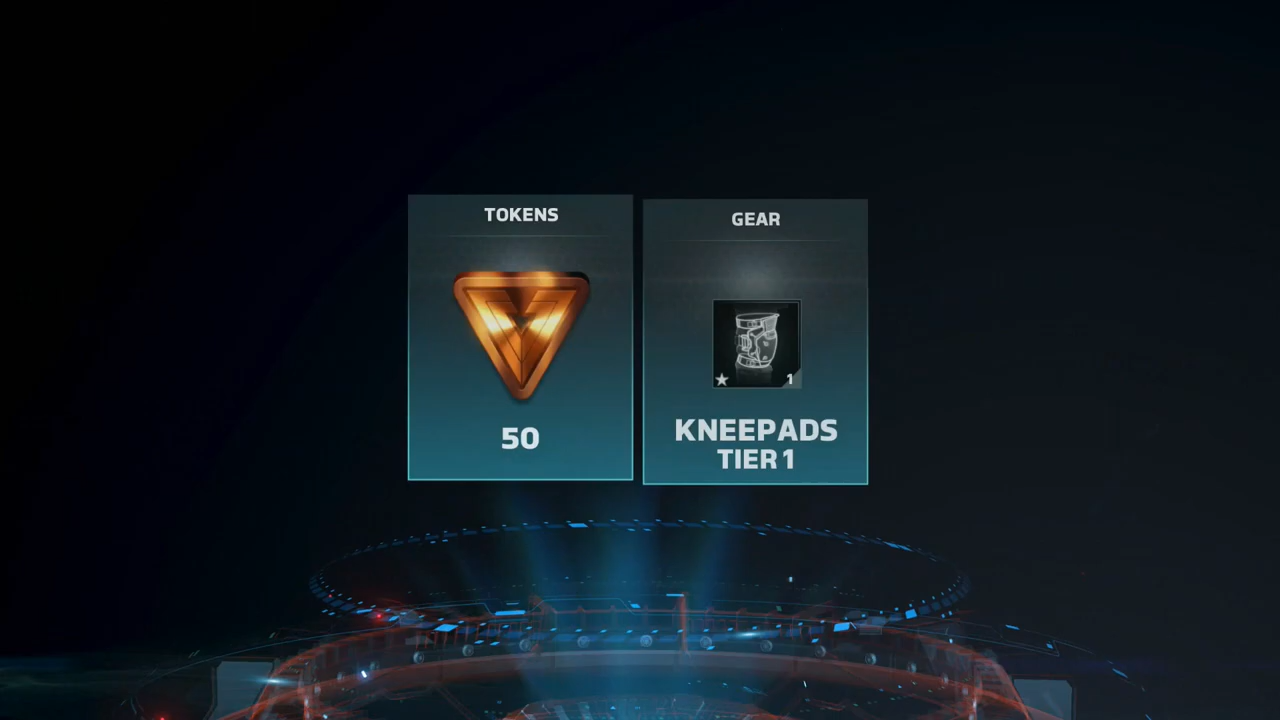 TOKENS
50
GEAR
1
KNEEPADS
TIER 1